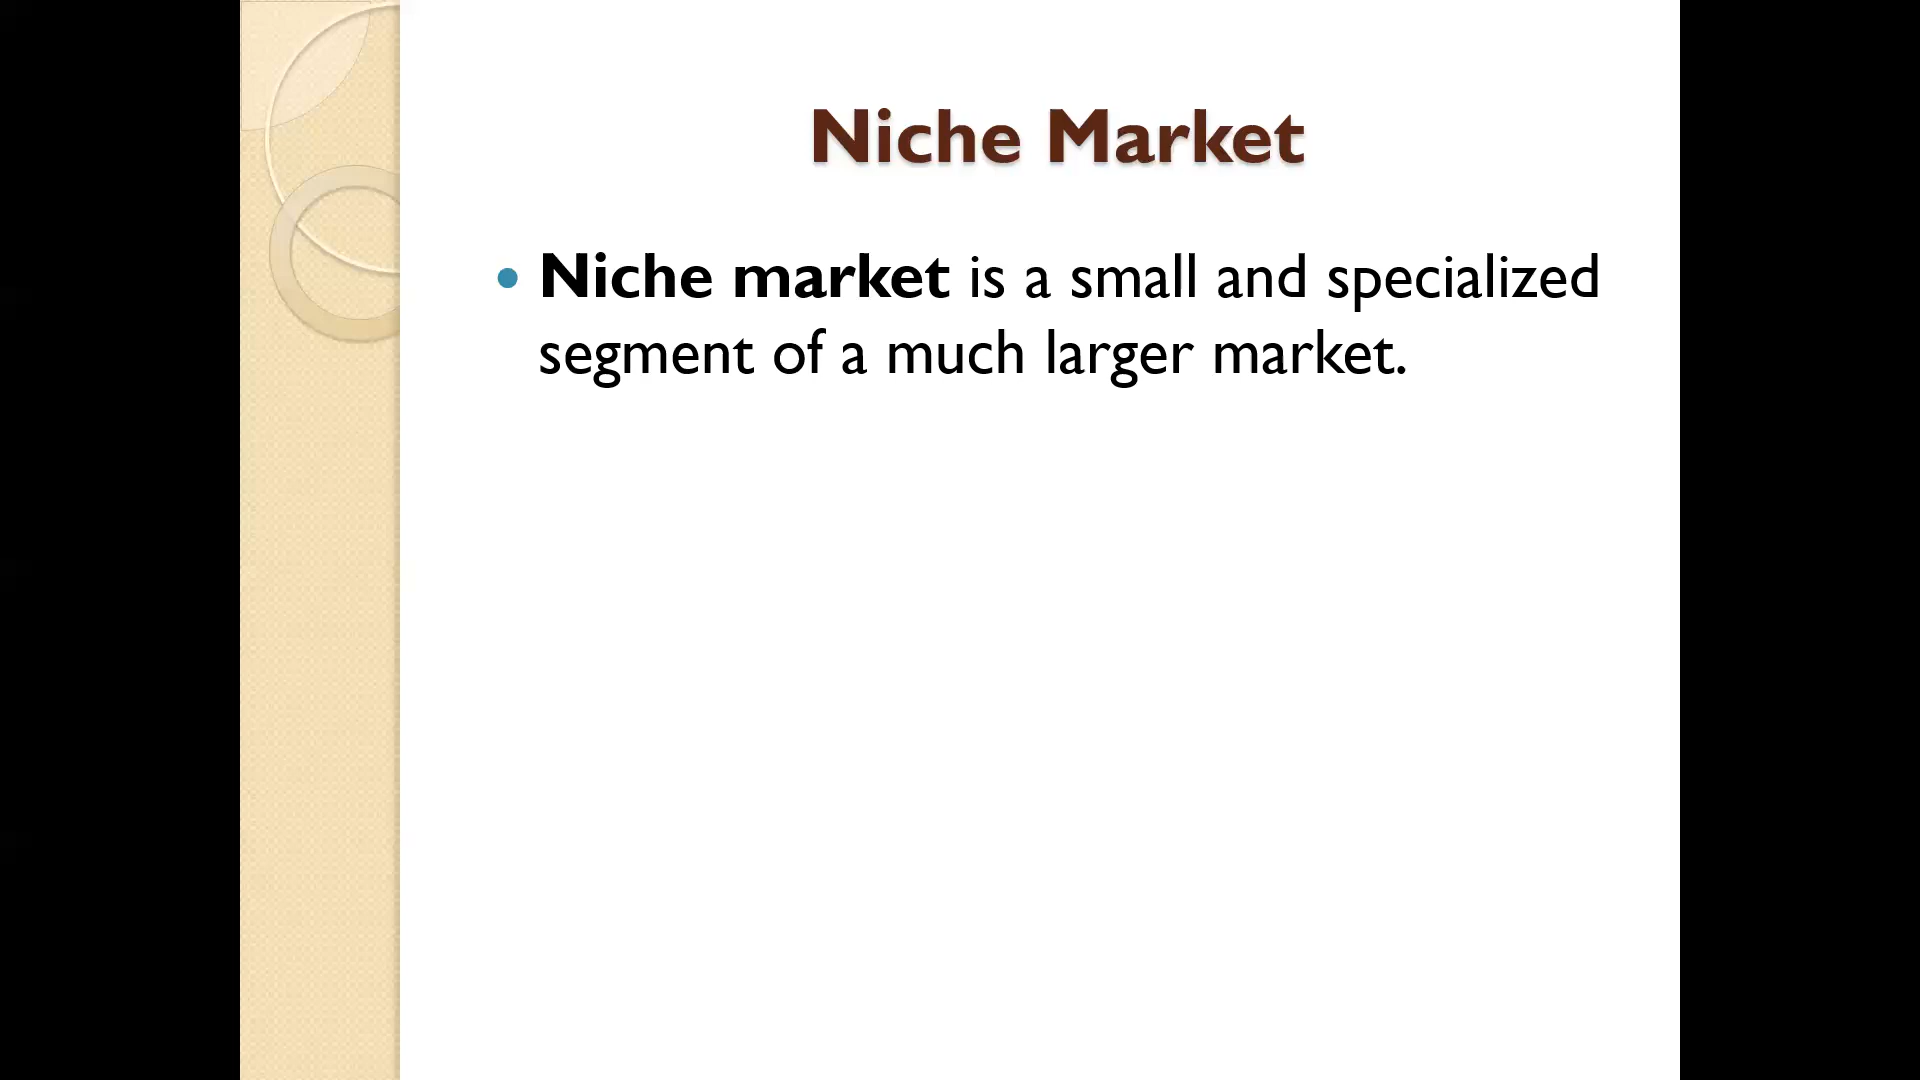 Niche Market
• Niche market is a small and specialized
segment of a much larger market.